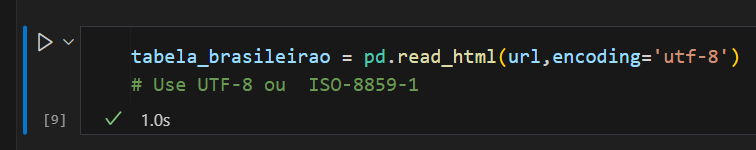 tabela_brasileirao = pd.read_html(url,encoding='utf-8')
# Use UTF-8 ou  ISO-8859-1
[9] 1.0s